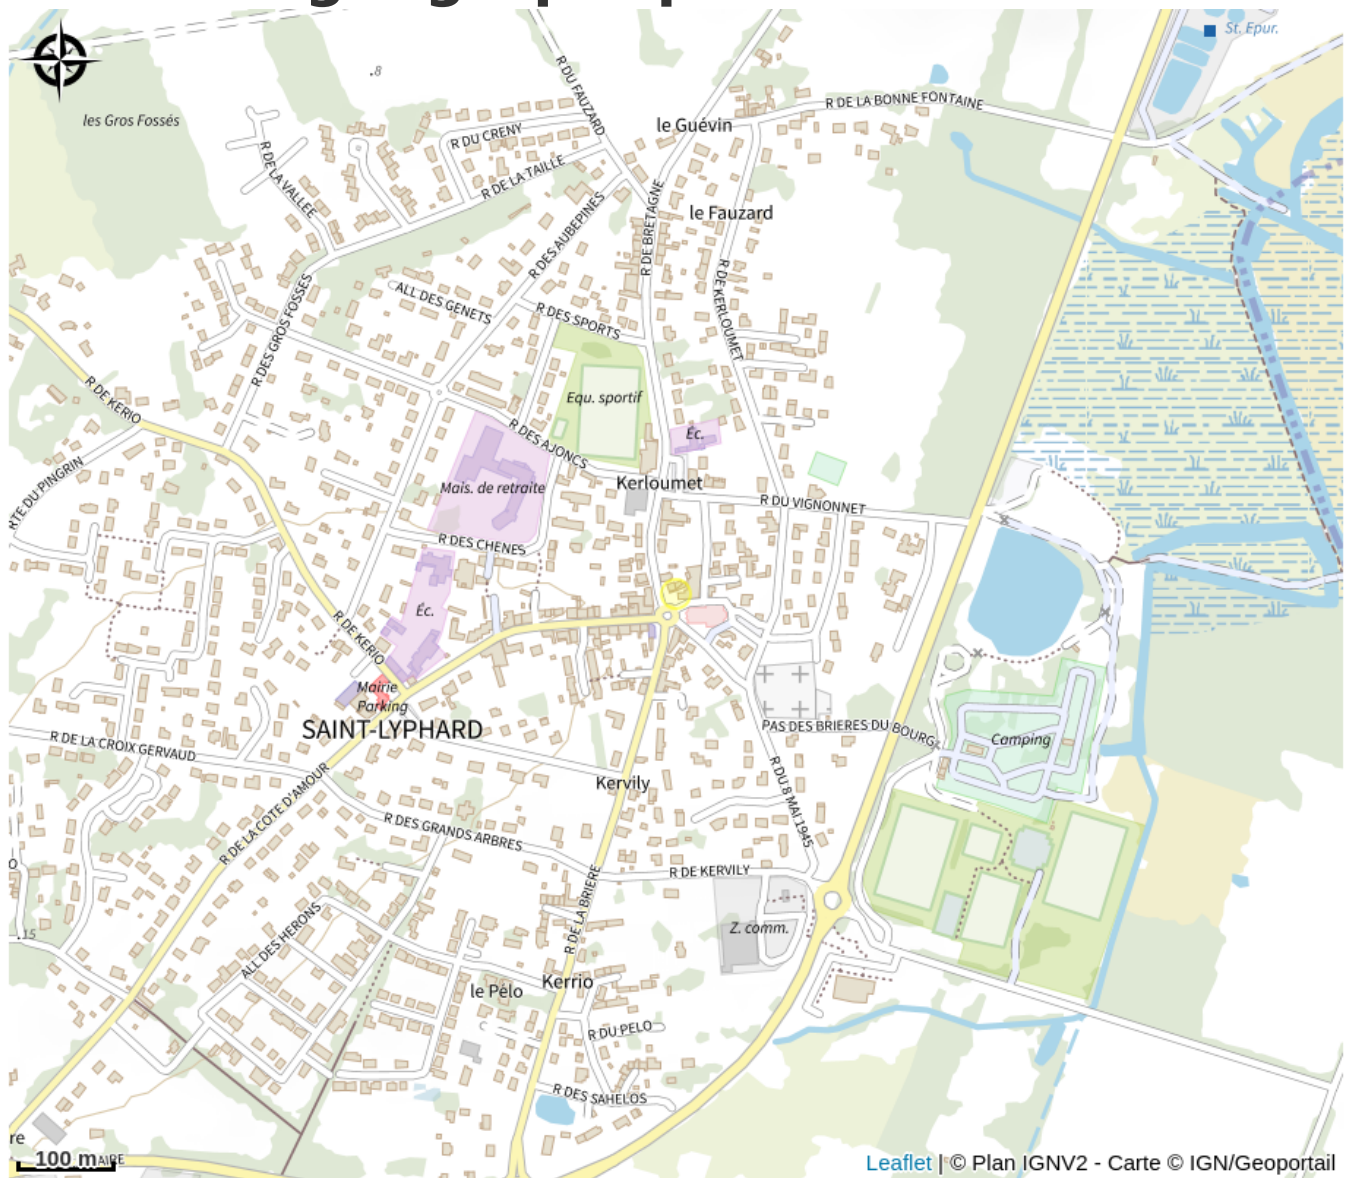 St. Epur.
.8
R DU FAUZARD
R DE LA BONNE FONTAINE
les Gros Fossés
le Guévin
R DU CRENY
R DE LA VALLEE
R DE LA TAILLE
R DE BRETAGNE
le Fauzard
R DES AUBEPINES
R DE KERLOUMET
ALL DES GENETS
R DES SPORTS
R DES GROS FOSSES
R DE KERIO
Equ. sportif
R DES AJONCS
Éc.
RTE DU PINGRIN
Mais. de retraite
Kerloumet
R DU VIGNONNET
R DES CHENES
Éc.
R DE KERIO
Mairie
Parking
SAINT-LYPHARD
PAS DES BRIERES DU BOURG
Camping
R DE LA CROIX GERVAUD
Kervily
R DU 8 MAI 1945
R DE LA COTE D'AMOUR
R DES GRANDS ARBRES
R DE KERVILY
O
R DE LA BRIERE
.15
ALL DES HERONS
Z. comm.
le Pélo
Kerrio
R DU PELO
R DES SAHELOS
re
100 m
AIRE
Leaflet | © Plan IGNV2 - Carte © IGN/Geoportail